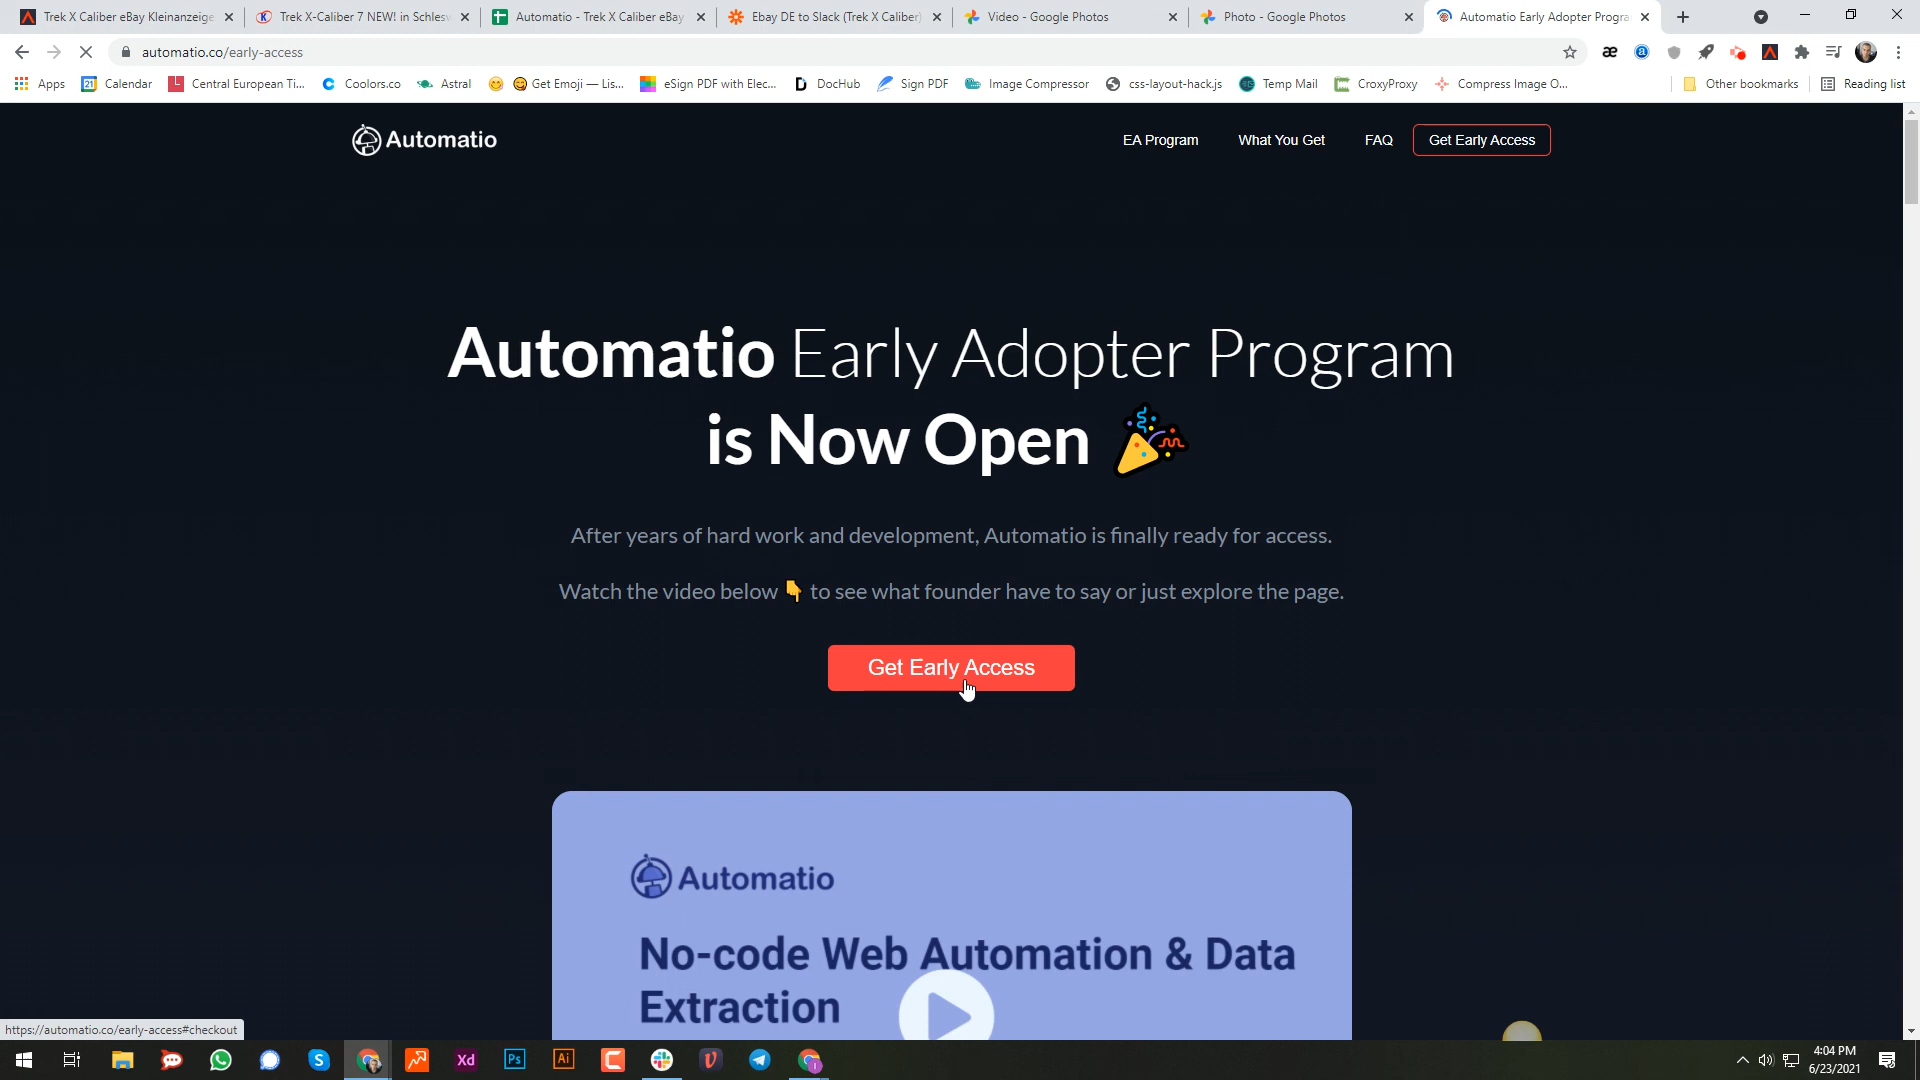 Trek X Caliber eBay Kleinanzeige
Trek X-Caliber 7 NEW! in Schlesw
Automatio - Trek X Caliber eBay
Ebay DE to Slack (Trek X Caliber)
Video - Google Photos
Photo - Google Photos
Automatio Early Adopter Progra
automatio.co/early-access
Apps
Calendar
Central European Ti...
Coolors.co
Astral
Get Emoji — Lis...
eSign PDF with Elec...
DocHub
Sign PDF
Image Compressor
css-layout-hack.js
Temp Mail
CroxyProxy
Compress Image O...
Other bookmarks
Reading list
Automatio
EA Program
What You Get
FAQ
Get Early Access
Automatio Early Adopter Program
is Now Open 🎉
After years of hard work and development, Automatio is finally ready for access.
Watch the video below 👇 to see what founder have to say or just explore the page.
Get Early Access
Automatio
No-code Web Automation & Data
Extraction
https://automatio.co/early-access#checkout
4:04 PM
6/23/2021